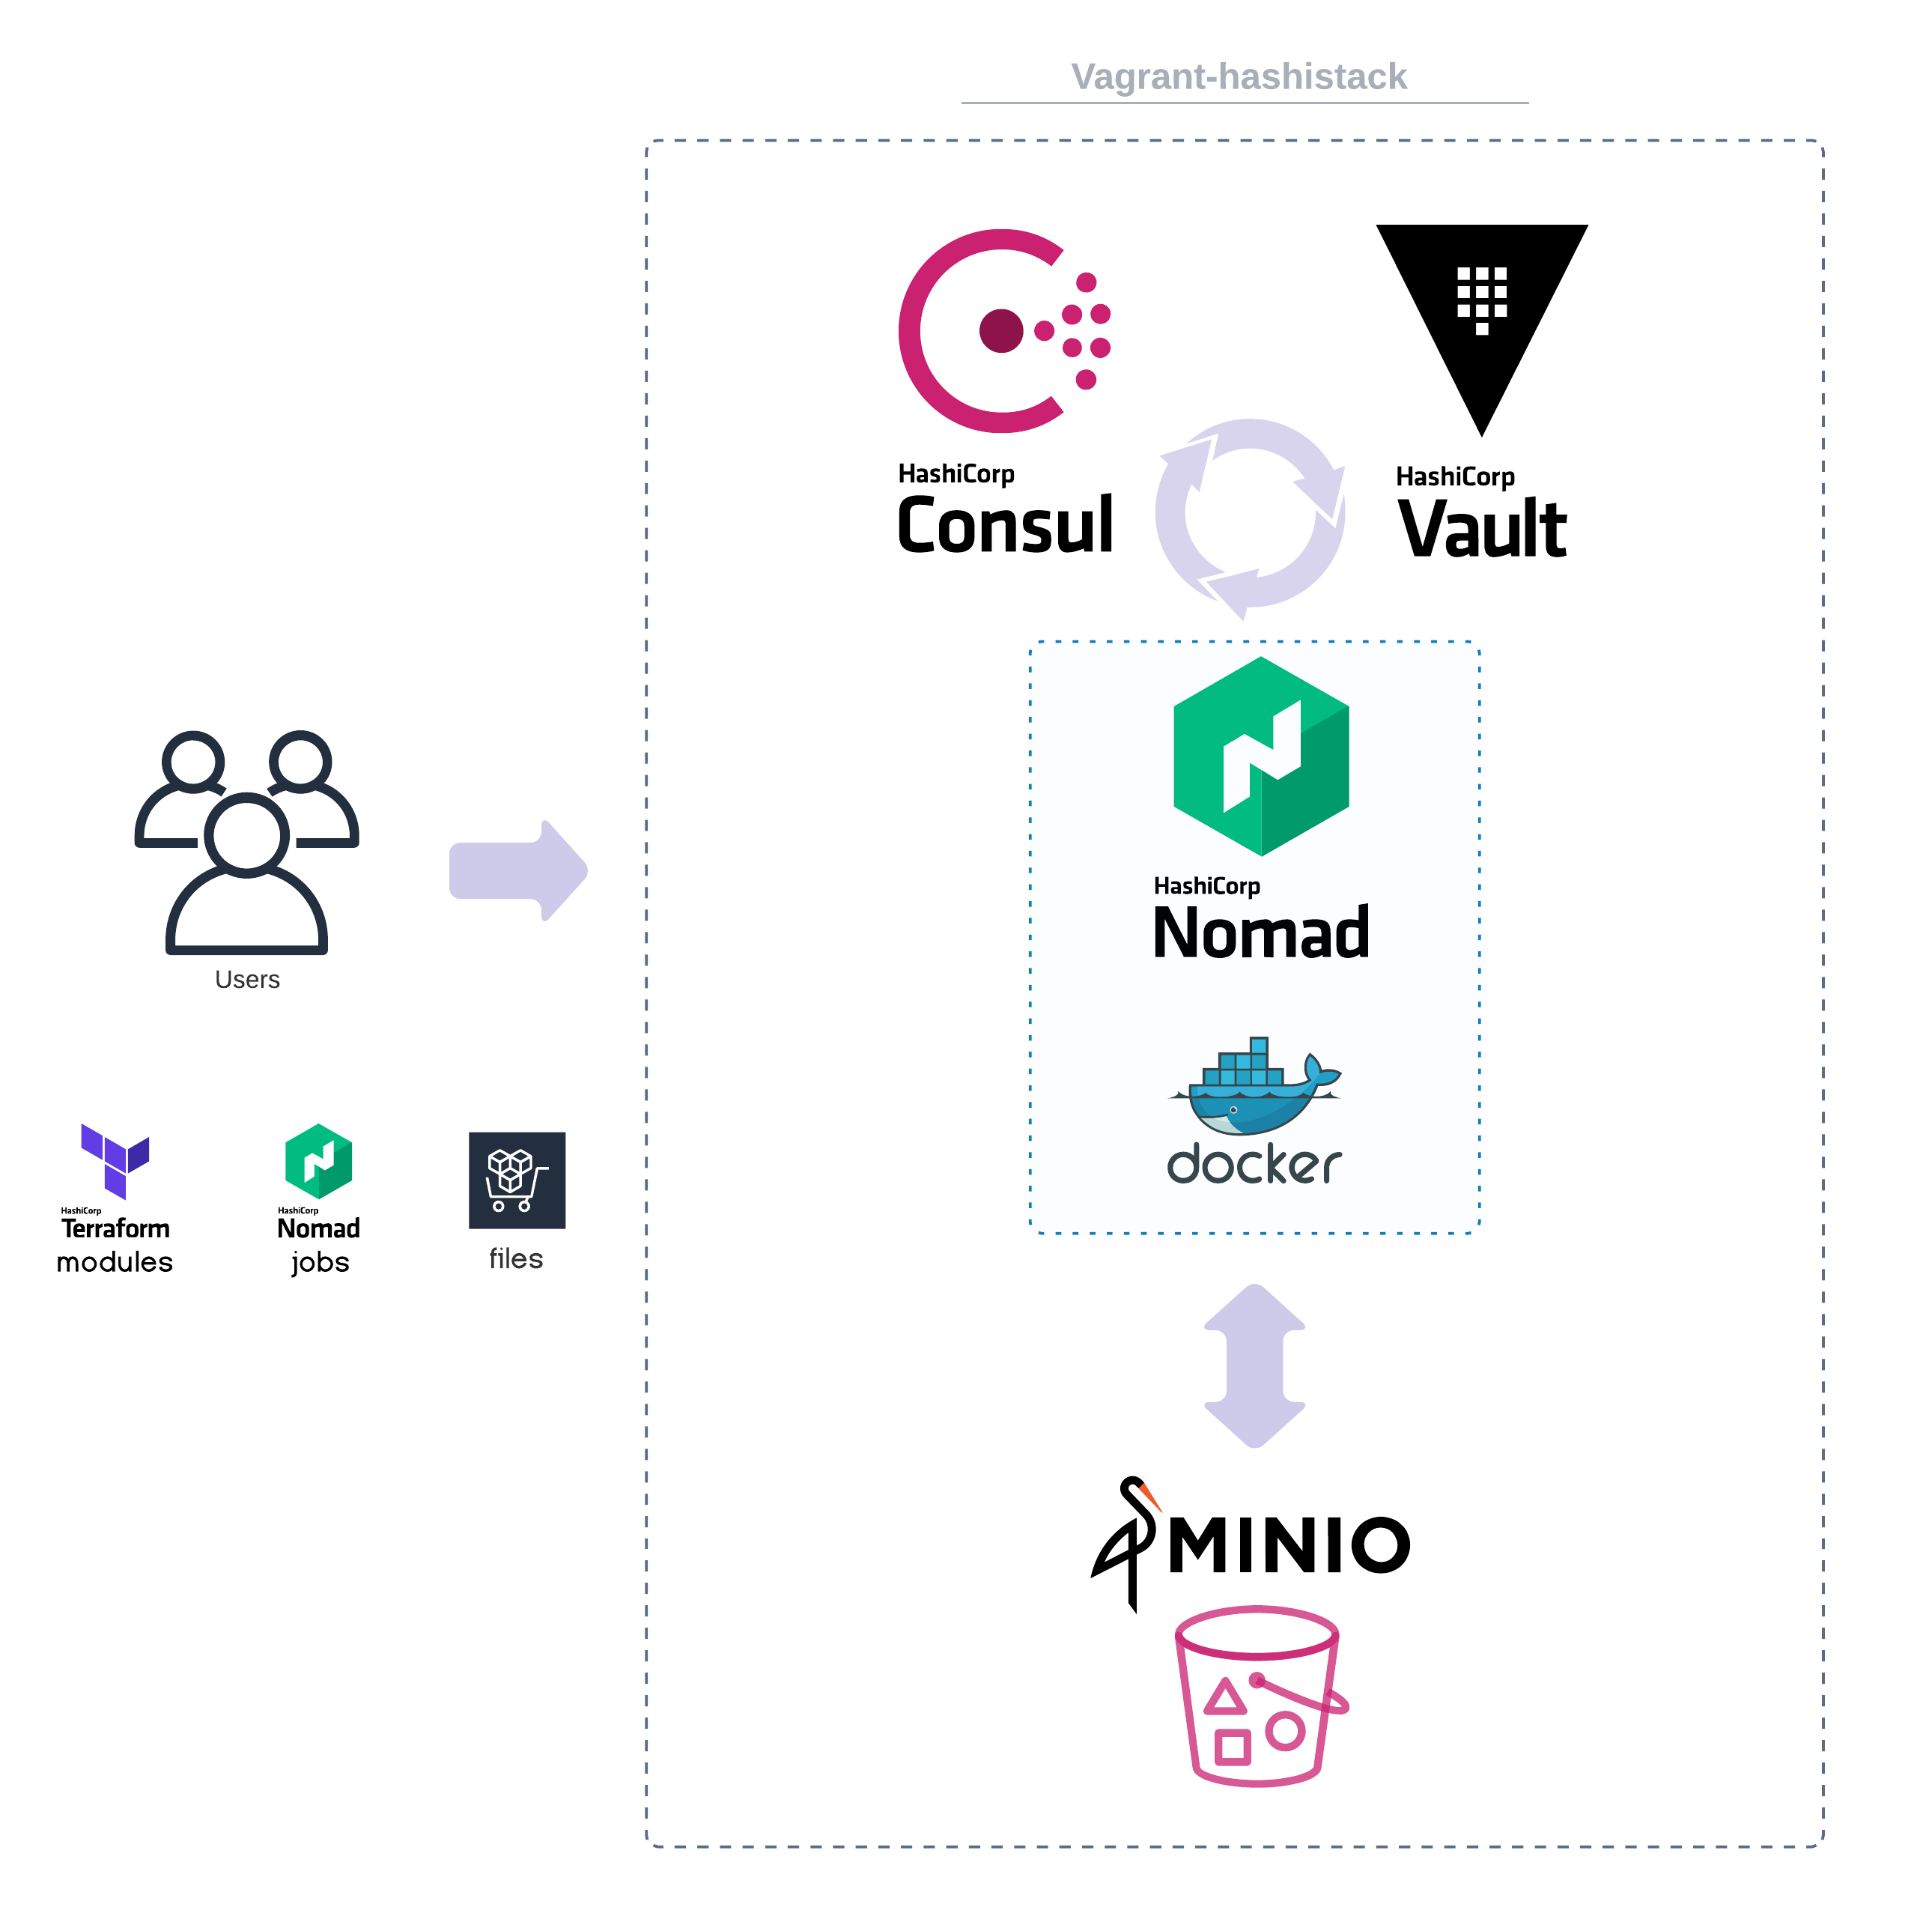 Vagrant-hashistack
HashiCorp
Consul
HashiCorp
Vault
HashiCorp
Nomad
docker
Users
HashiCorp
Terraform
modules
HashiCorp
Nomad
jobs
files
MINIO